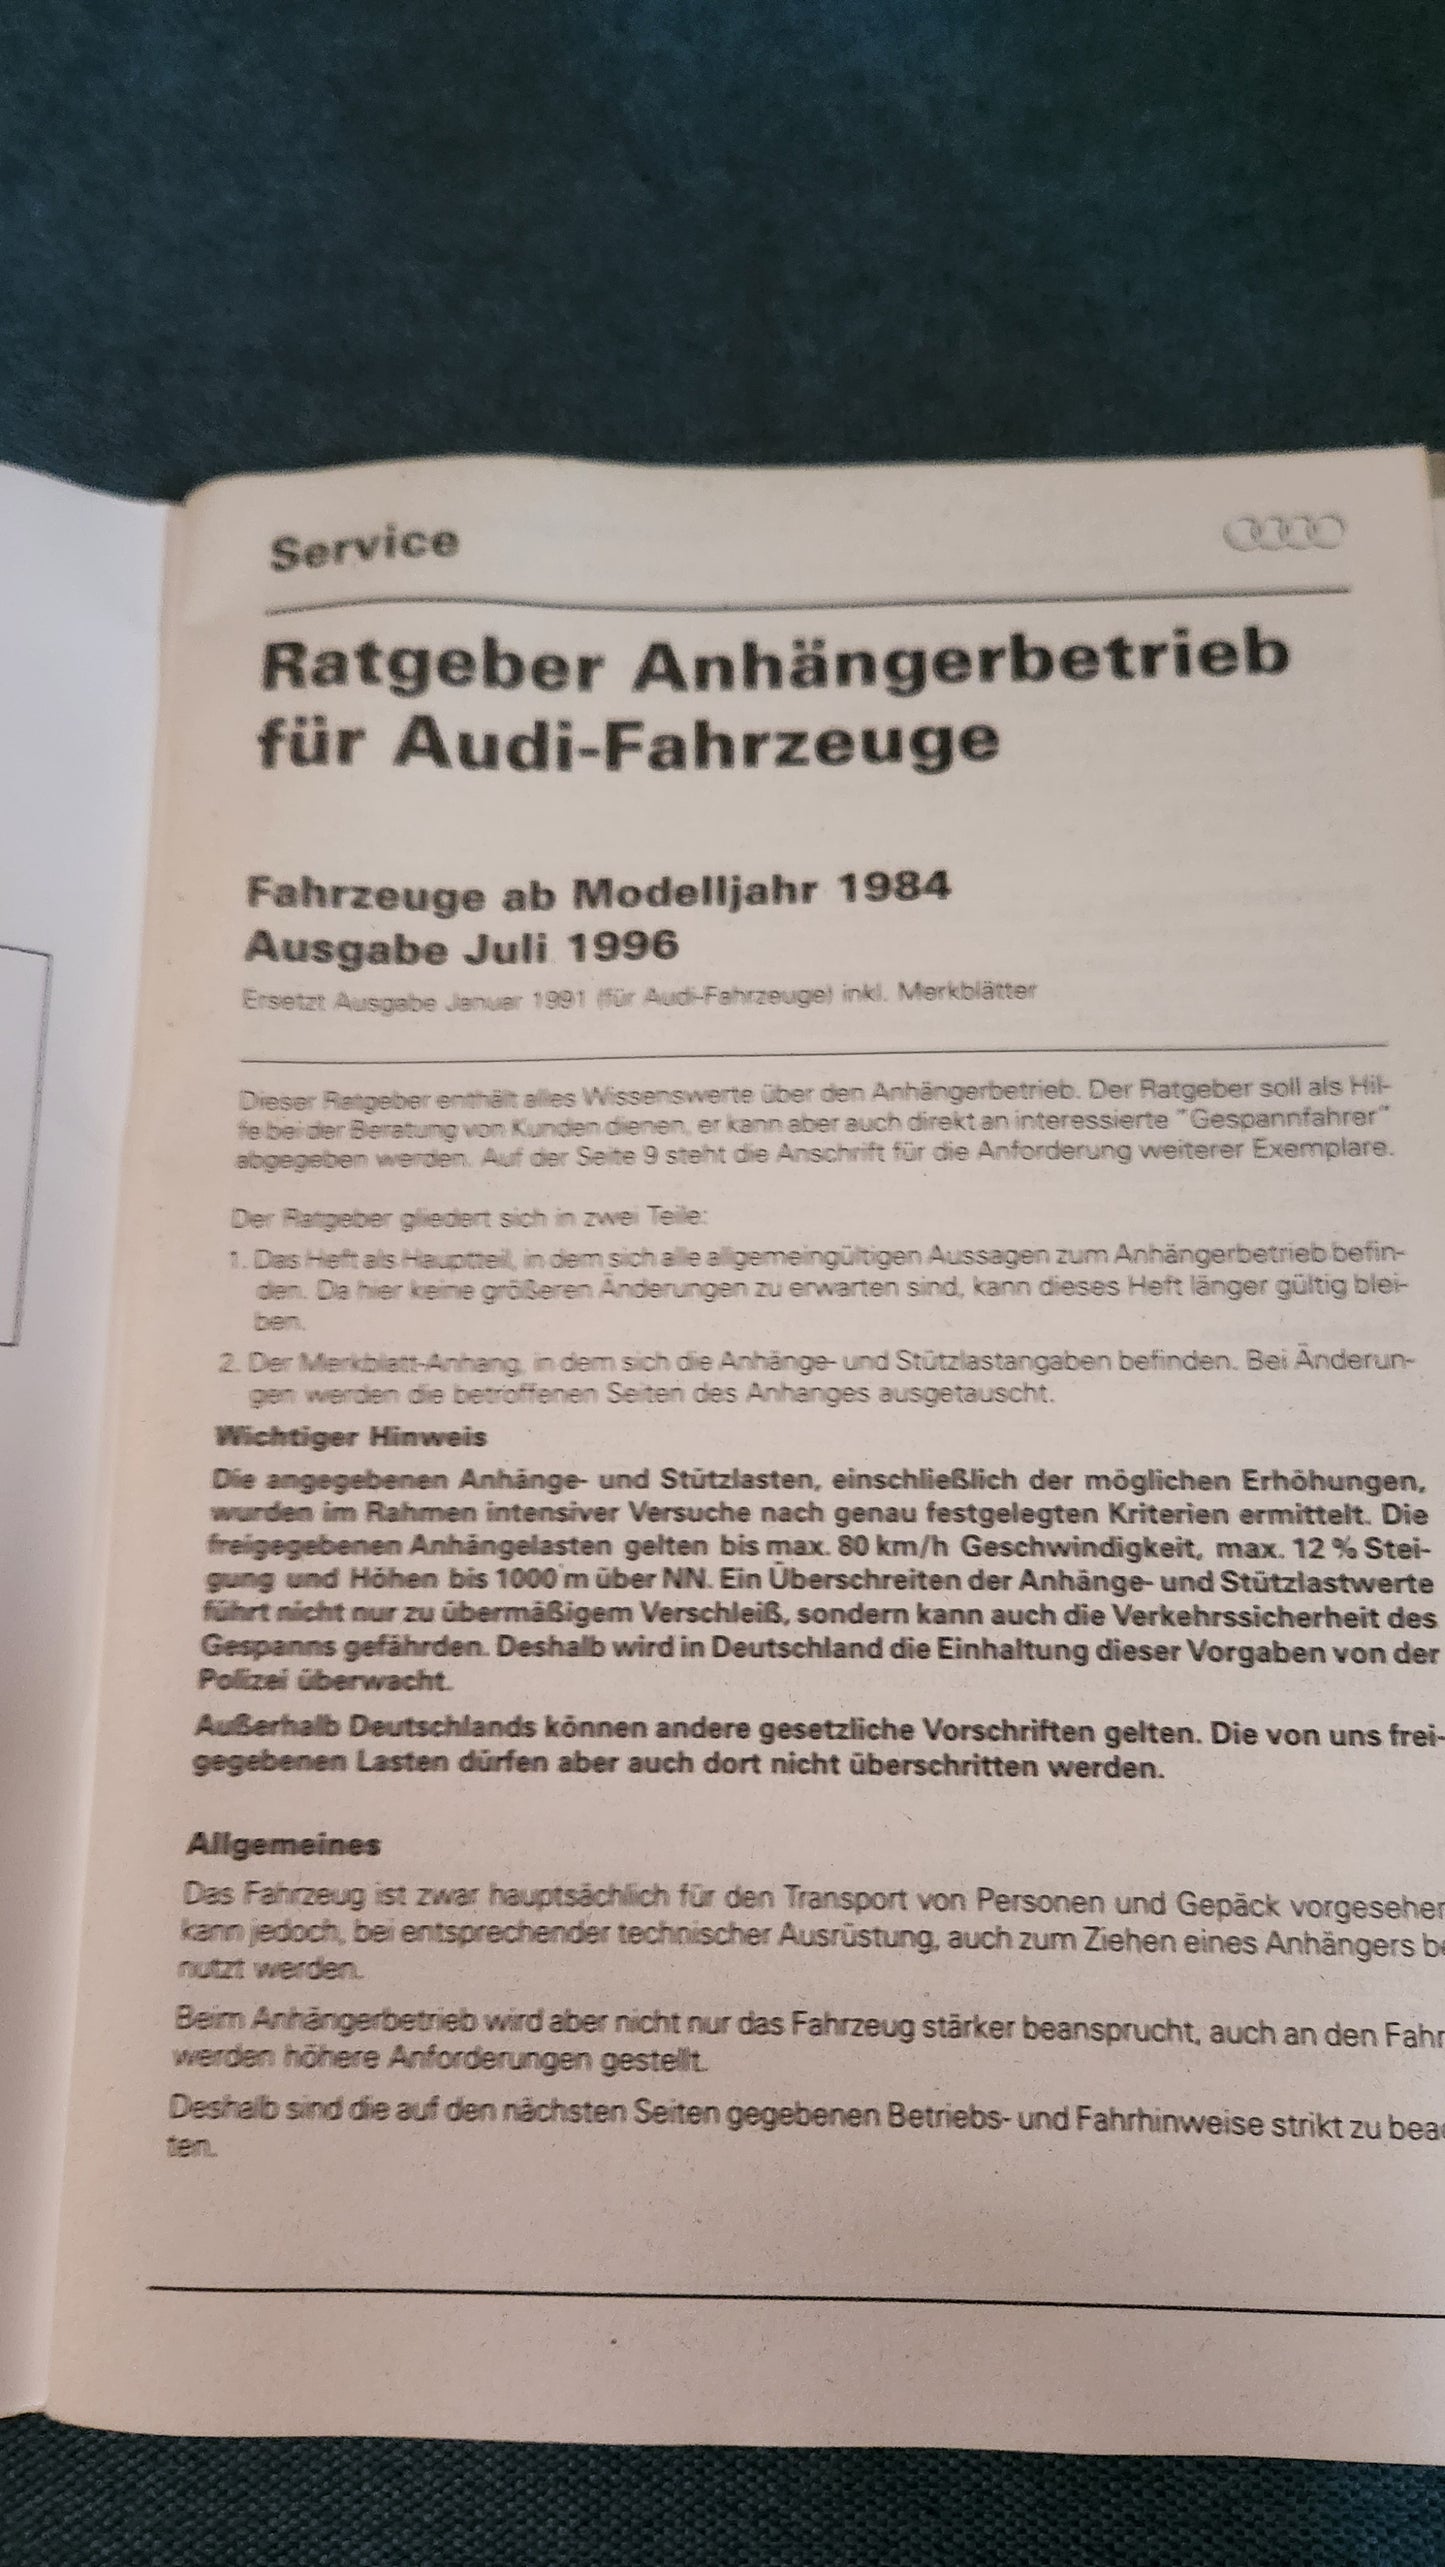 Service
Ratgeber Anhängerbetrieb
für Audi-Fahrzeuge
Fahrzeuge ab Modelljahr 1984
Ausgabe Juli 1996
Ersetzt Ausgabe Januar 1991 (für Audi-Fahrzeuge) inkl. Merkblätter
Dieser Ratgeber enthält alles Wissenswerte über den Anhängerbetrieb. Der Ratgeber soll als Hil-
fe bei der Beratung von Kunden dienen, er kann aber auch direkt an interessierte "Gespannfahrer"
abgegeben werden. Auf der Seite 9 steht die Anschrift für die Anforderung weiterer Exemplare.
Der Ratgeber gliedert sich in zwei Teile:
1. Das Heft als Hauptteil, in dem sich alle allgemeingültigen Aussagen zum Anhängerbetrieb befin-
den. Da hier keine größeren Änderungen zu erwarten sind, kann dieses Heft länger gültig blei-
ben.
2. Der Merkblatt-Anhang, in dem sich die Anhänge- und Stützlastangaben befinden. Bei Änderun-
gen werden die betroffenen Seiten des Anhanges ausgetauscht.
Wichtiger Hinweis
Die angegebenen Anhänge- und Stützlasten, einschließlich der möglichen Erhöhungen,
wurden im Rahmen intensiver Versuche nach genau festgelegten Kriterien ermittelt. Die
freigegebenen Anhängelasten gelten bis max. 80 km/h Geschwindigkeit, max. 12 % Stei-
gung und Höhen bis 1000 m über NN. Ein Überschreiten der Anhänge- und Stützlastwerte
führt nicht nur zu übermäßigem Verschleiß, sondern kann auch die Verkehrssicherheit des
Gespanns gefährden. Deshalb wird in Deutschland die Einhaltung dieser Vorgaben von der
Polizei überwacht.
Außerhalb Deutschlands können andere gesetzliche Vorschriften gelten. Die von uns frei-
gegebenen Lasten dürfen aber auch dort nicht überschritten werden.
Allgemeines
Das Fahrzeug ist zwar hauptsächlich für den Transport von Personen und Gepäck vorgesehen
kann jedoch, bei entsprechender technischer Ausrüstung, auch zum Ziehen eines Anhängers be
nutzt werden.
Beim Anhängerbetrieb wird aber nicht nur das Fahrzeug stärker beansprucht, auch an den Fahr
werden höhere Anforderungen gestellt.
Deshalb sind die auf den nächsten Seiten gegebenen Betriebs- und Fahrhinweise strikt zu beac
ten.